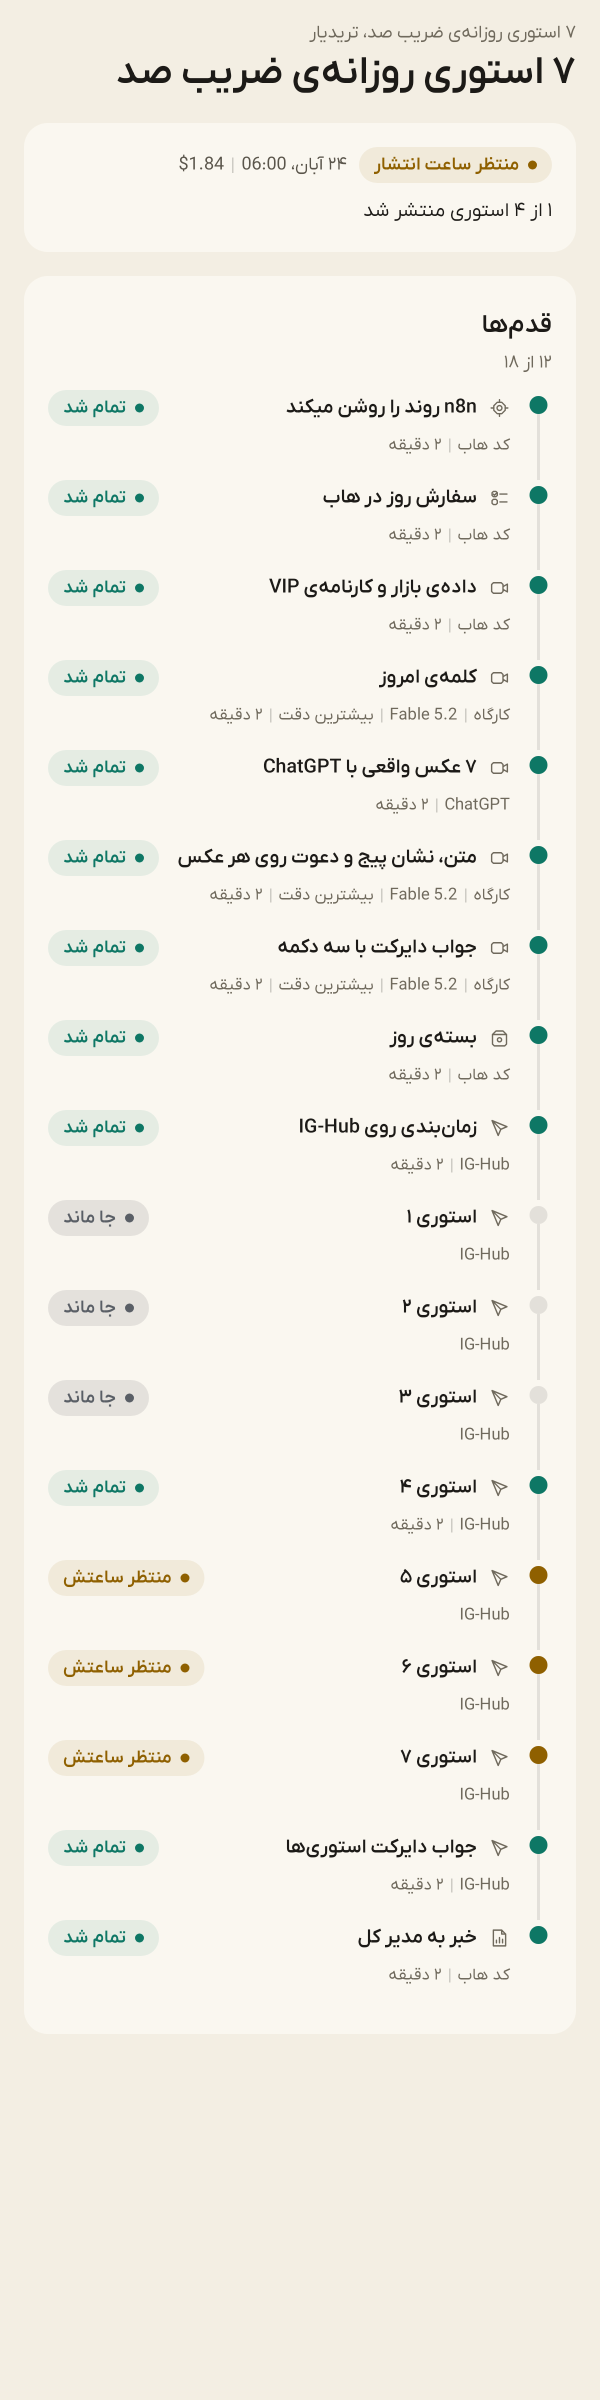 ۷ استوری روزانه‌ی ضریب صد، تریدیار
۷ استوری روزانه‌ی ضریب صد
منتظر ساعت انتشار ۲۴ آبان، 06:00 | $1.84
۱ از ۴ استوری منتشر شد
قدم‌ها
۱۲ از ۱۸
n8n روند را روشن میکند تمام شد
کد هاب | ۲ دقیقه
سفارش روز در هاب تمام شد
کد هاب | ۲ دقیقه
داده‌ی بازار و کارنامه‌ی VIP تمام شد
کد هاب | ۲ دقیقه
کلمه‌ی امروز تمام شد
کارگاه | Fable 5.2 | بیشترین دقت | ۲ دقیقه
۷ عکس واقعی با ChatGPT تمام شد
ChatGPT | ۲ دقیقه
متن، نشان پیج و دعوت روی هر عکس تمام شد
کارگاه | Fable 5.2 | بیشترین دقت | ۲ دقیقه
جواب دایرکت با سه دکمه تمام شد
کارگاه | Fable 5.2 | بیشترین دقت | ۲ دقیقه
بسته‌ی روز تمام شد
کد هاب | ۲ دقیقه
زمان‌بندی روی IG-Hub تمام شد
IG-Hub | ۲ دقیقه
استوری ۱ جا ماند
IG-Hub
استوری ۲ جا ماند
IG-Hub
استوری ۳ جا ماند
IG-Hub
استوری ۴ تمام شد
IG-Hub | ۲ دقیقه
استوری ۵ منتظر ساعتش
IG-Hub
استوری ۶ منتظر ساعتش
IG-Hub
استوری ۷ منتظر ساعتش
IG-Hub
جواب دایرکت استوری‌ها تمام شد
IG-Hub | ۲ دقیقه
خبر به مدیر کل تمام شد
کد هاب | ۲ دقیقه